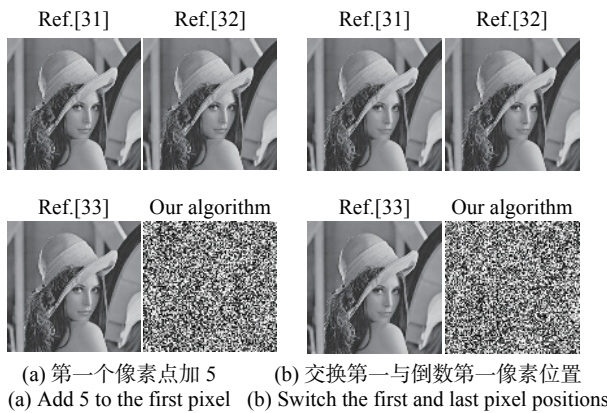 Ref.[31] Ref.[32] Ref.[31] Ref.[32]
Ref.[33] Our algorithm Ref.[33] Our algorithm
(a) 第一个像素点加 5 (b) 交换第一与倒数第一像素位置
(a) Add 5 to the first pixel (b) Switch the first and last pixel positions